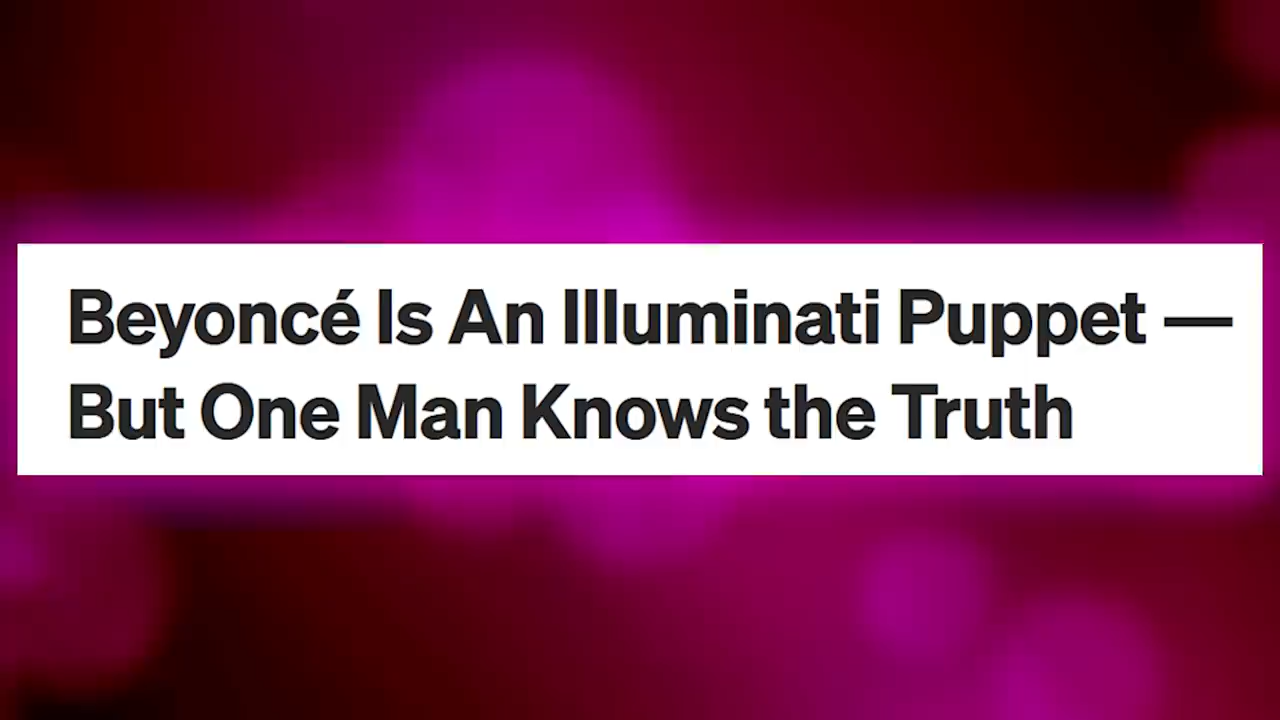 Beyoncé Is An Illuminati Puppet —
But One Man Knows the Truth